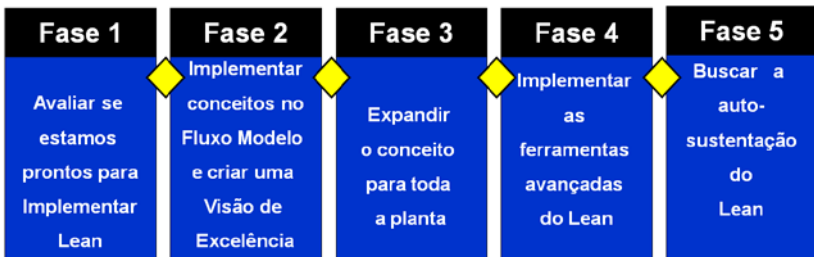 Fase 1
Avaliar se
estamos
prontos para
Implementar
Lean
Fase 2
Implementar
conceitos no
Fluxo Modelo
e criar uma
Visão de
Excelência
Fase 3
Expandir
o conceito
para toda
a planta
Fase 4
Implementar
as
ferramentas
avançadas
do Lean
Fase 5
Buscar a
auto-
sustentação
do
Lean